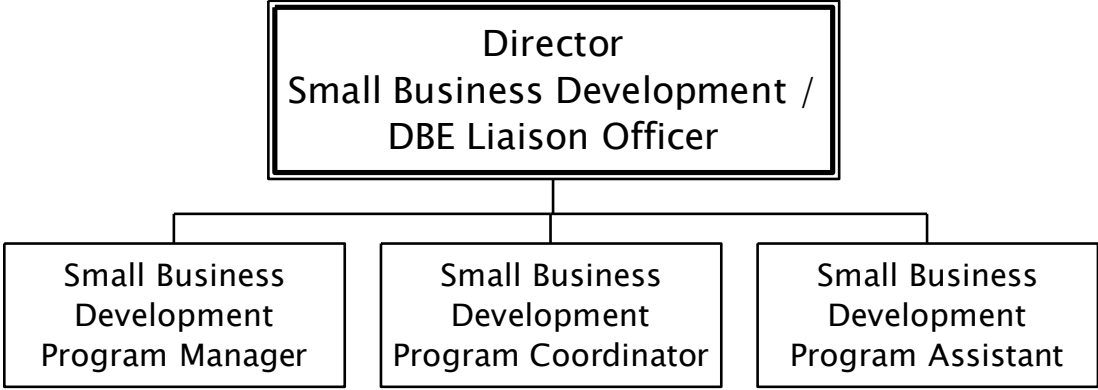 Director
Small Business Development /
DBE Liaison Officer
Small Business
Development
Program Manager
Small Business
Development
Program Coordinator
Small Business
Development
Program Assistant